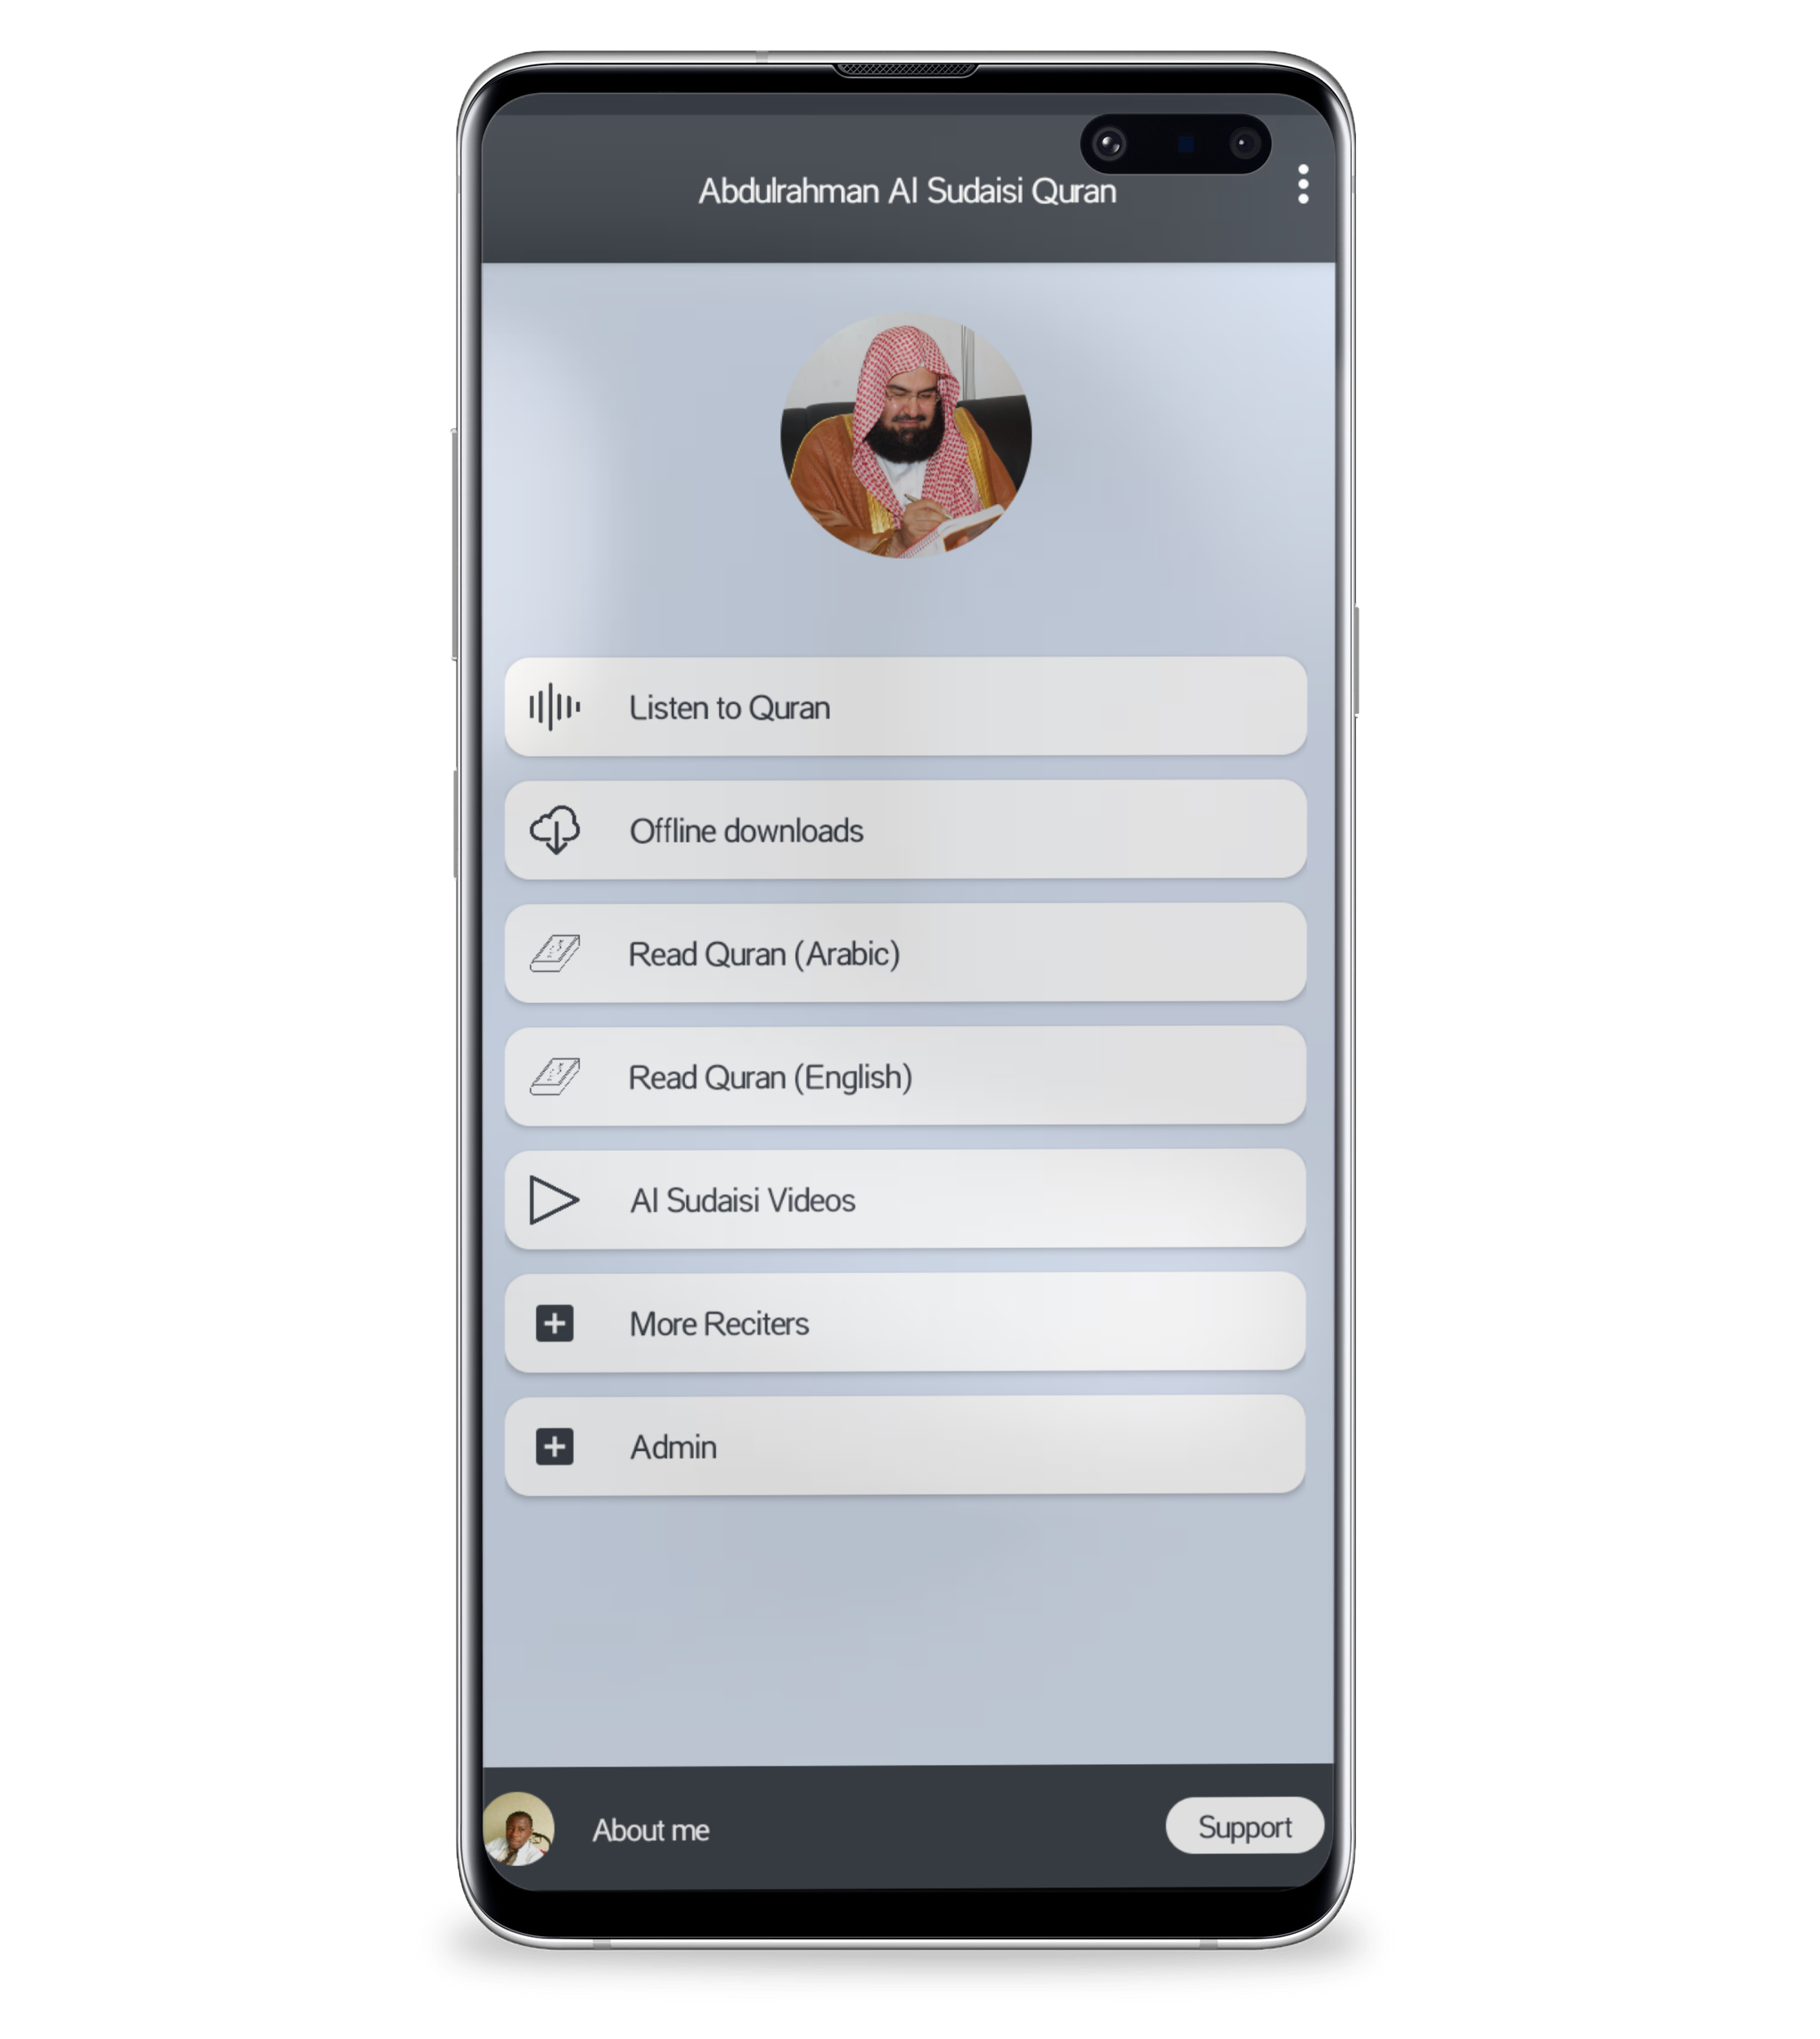 Abdulrahman Al Sudaisi Quran
Listen to Quran
Offline downloads
Read Quran (Arabic)
Read Quran (English)
Al Sudaisi Videos
More Reciters
Admin
About me
Support